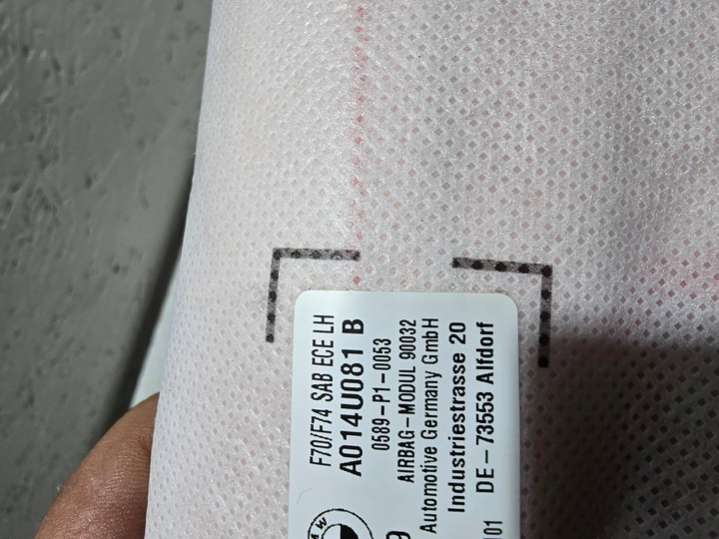 F70/F74 SAB ECE LH
A014U081 B
0589-P1-0053
AIRBAG-MODUL 90032
Automotive Germany GmbH
Industriestrasse 20
DE-73553 Alfdorf
101